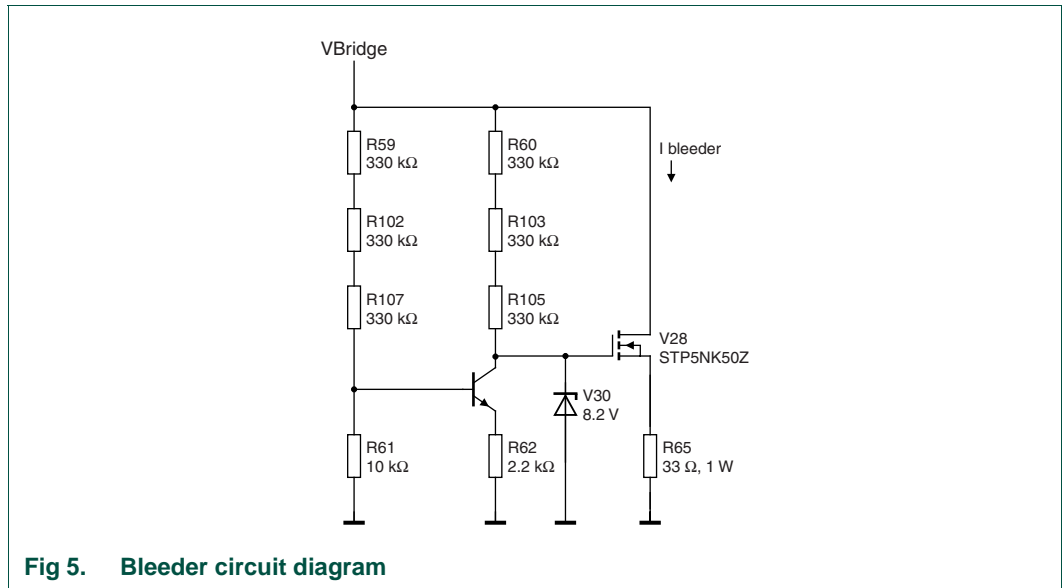 VBridge
R59
330 kΩ
R60
330 kΩ
I bleeder
R102
330 kΩ
R103
330 kΩ
R107
330 kΩ
R105
330 kΩ
V28
STP5NK50Z
V30
8.2 V
R61
10 kΩ
R62
2.2 kΩ
R65
33 Ω, 1 W
Fig 5. Bleeder circuit diagram